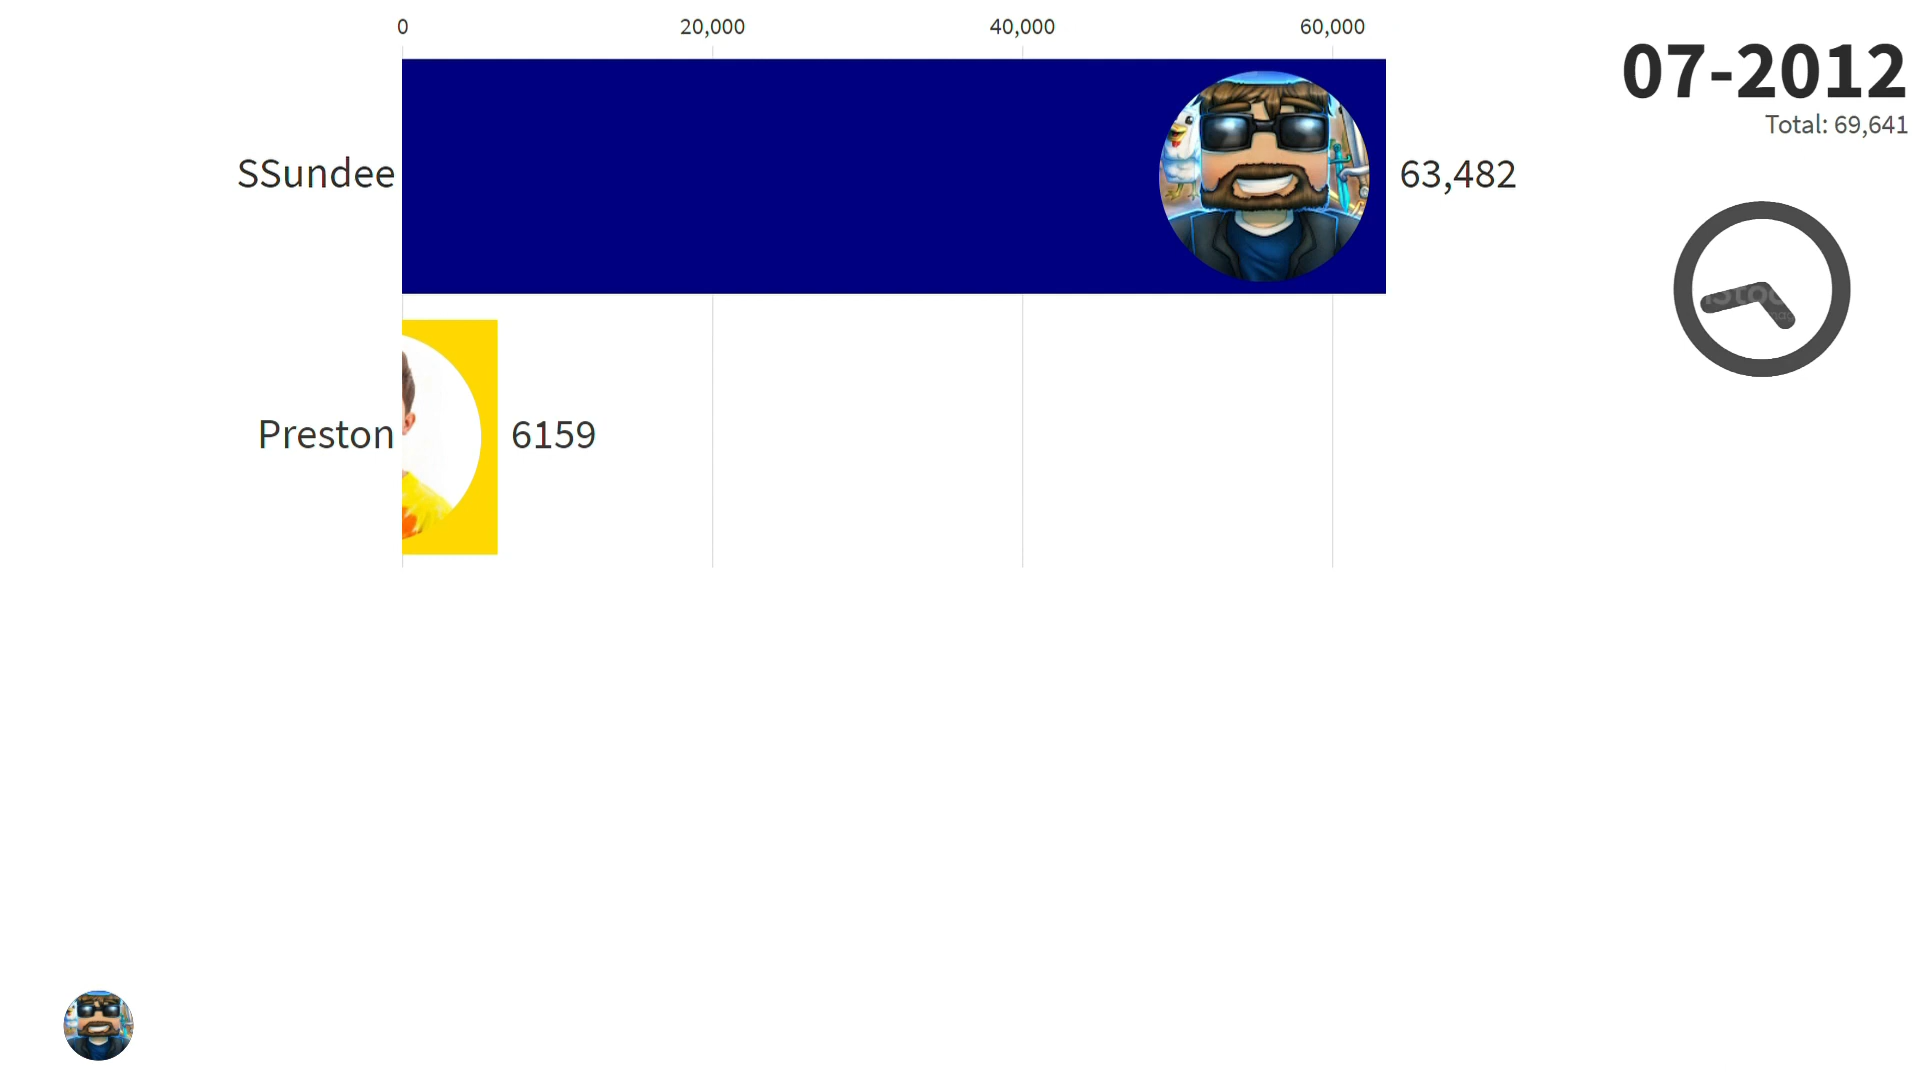 0 20,000 40,000 60,000
07-2012
Total: 69,641
SSundee 63,482
Preston 6159